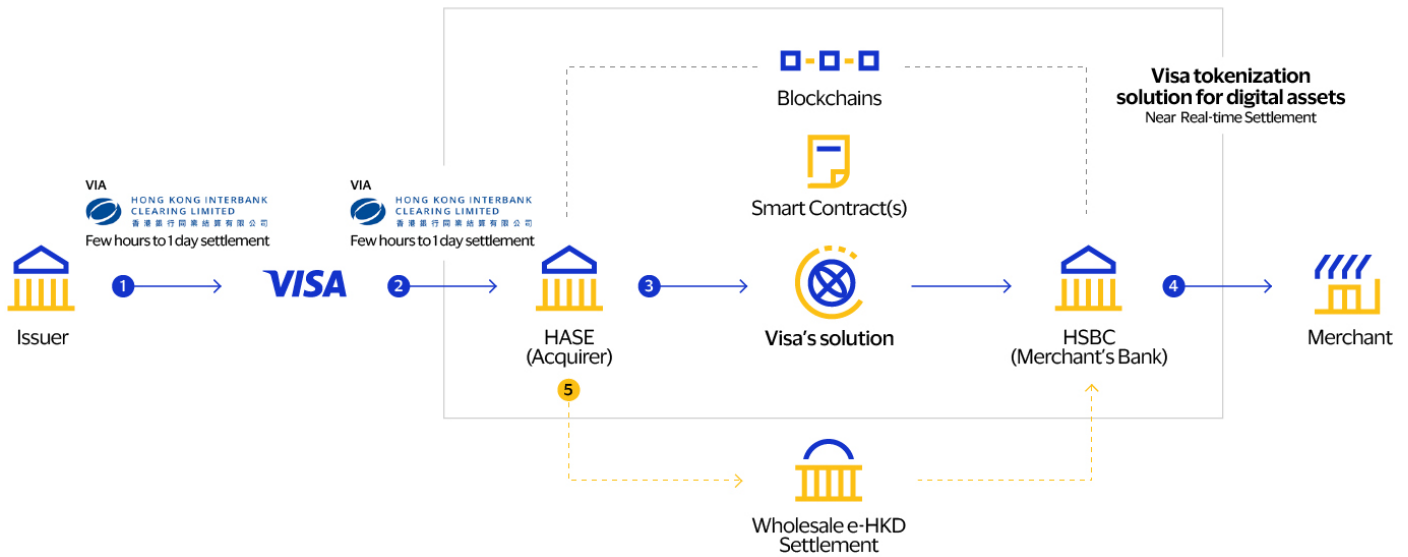 Blockchains
Visa tokenization
solution for digital assets
Near Real-time Settlement
Smart Contract(s)
VIA
HONG KONG INTERBANK
CLEARING LIMITED
香港銀行同業結算有限公司
Few hours to 1 day settlement
VIA
HONG KONG INTERBANK
CLEARING LIMITED
香港銀行同業結算有限公司
Few hours to 1 day settlement
1
VISA
2
3
4
Issuer
HASE
(Acquirer)
Visa's solution
HSBC
(Merchant's Bank)
Merchant
5
Wholesale e-HKD
Settlement